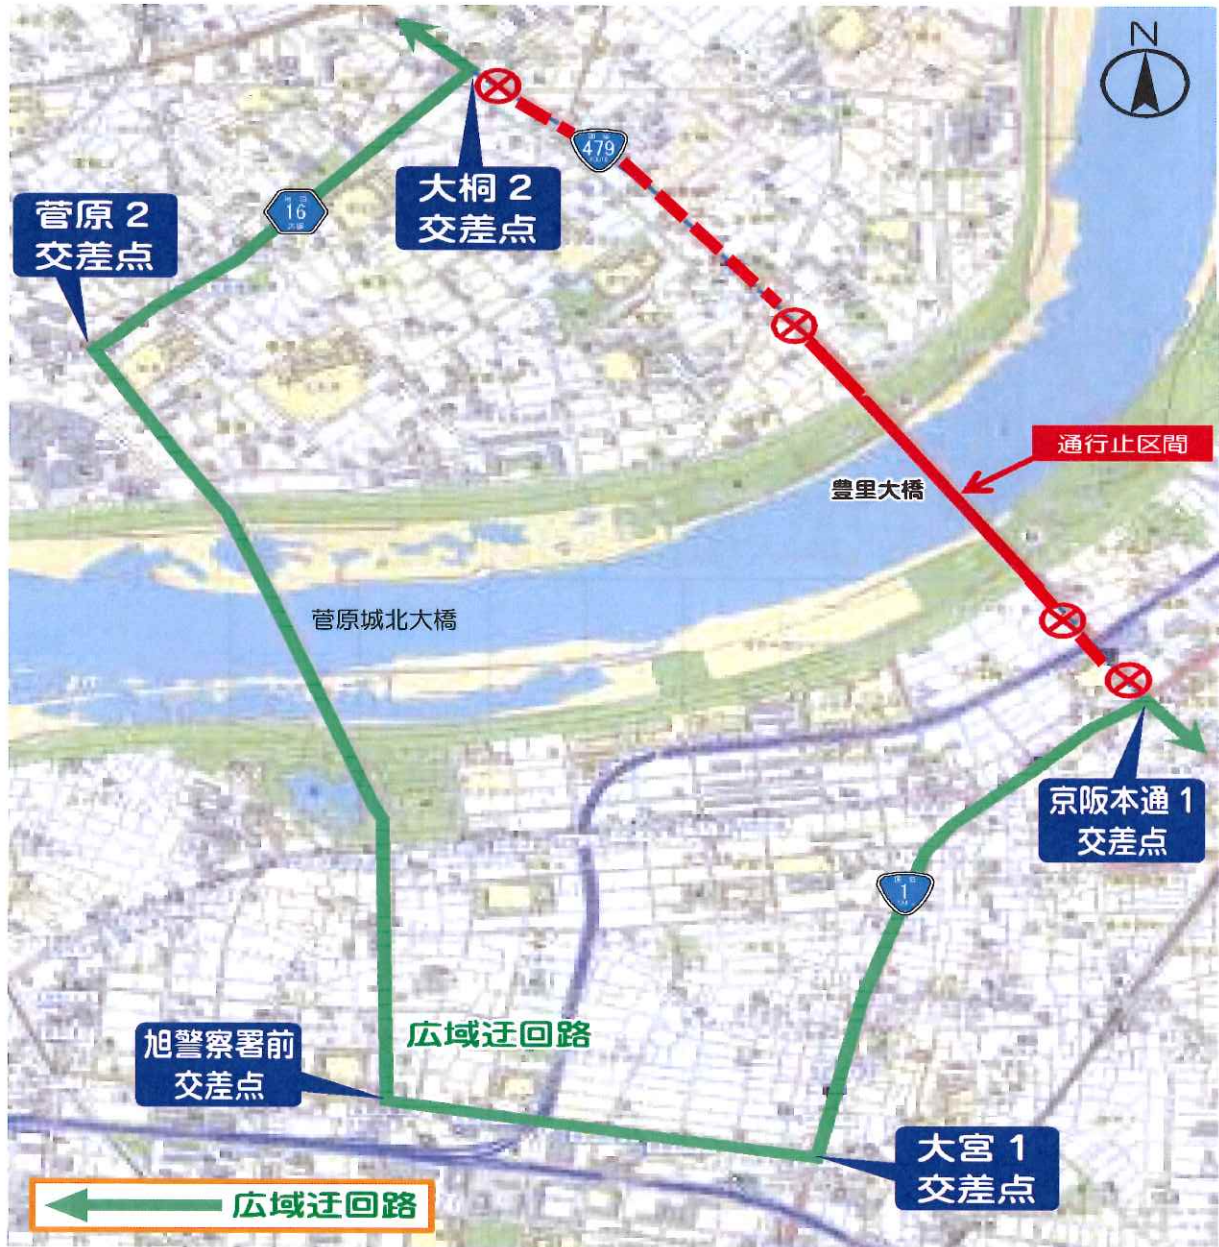 N
479
大桐2
交差点
16
菅原2
交差点
通行止区間
豊里大橋
菅原城北大橋
京阪本通1
交差点
1
広域迂回路
旭警察署前
交差点
大宮1
交差点
広域迂回路